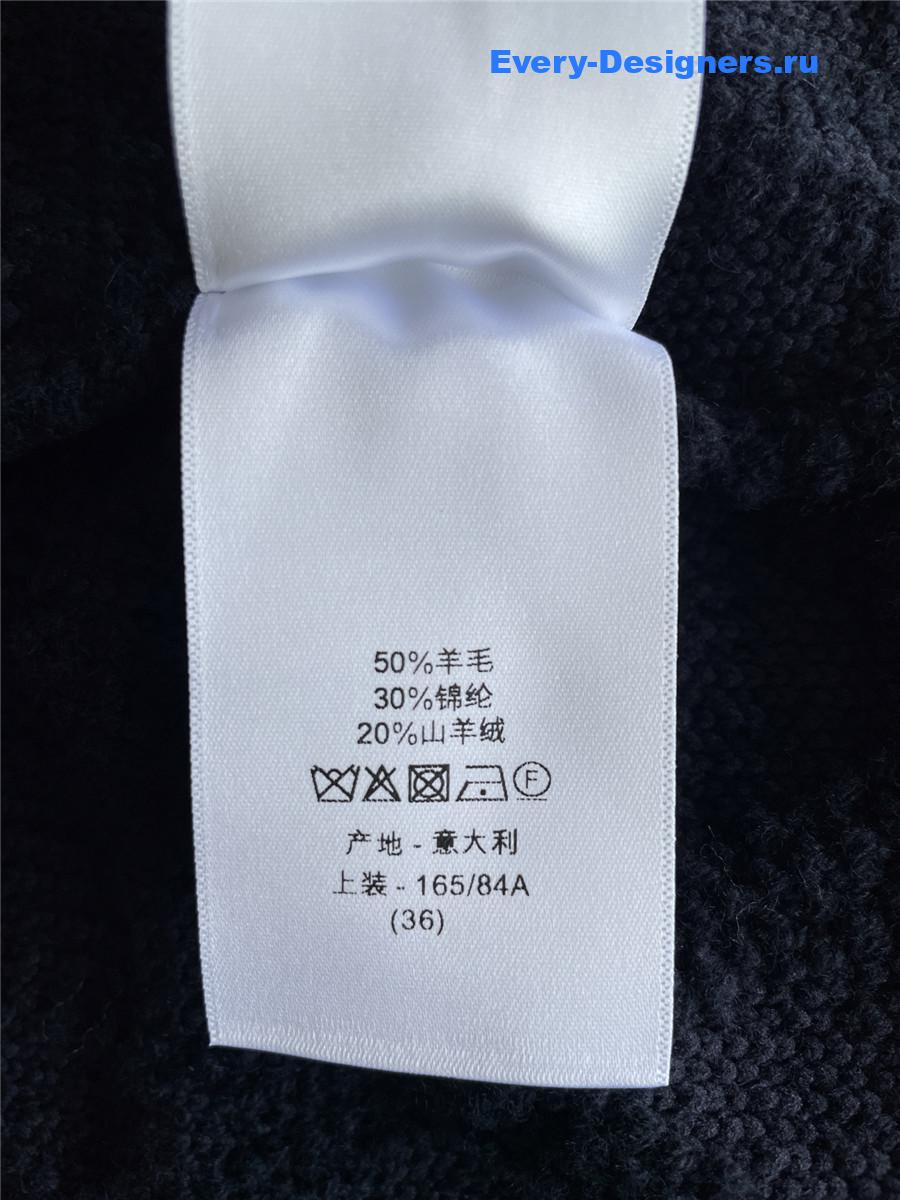 Every-Designers.ru
50%羊毛
30%锦纶
20%山羊绒
F
产地 - 意大利
上装 - 165/84A
(36)